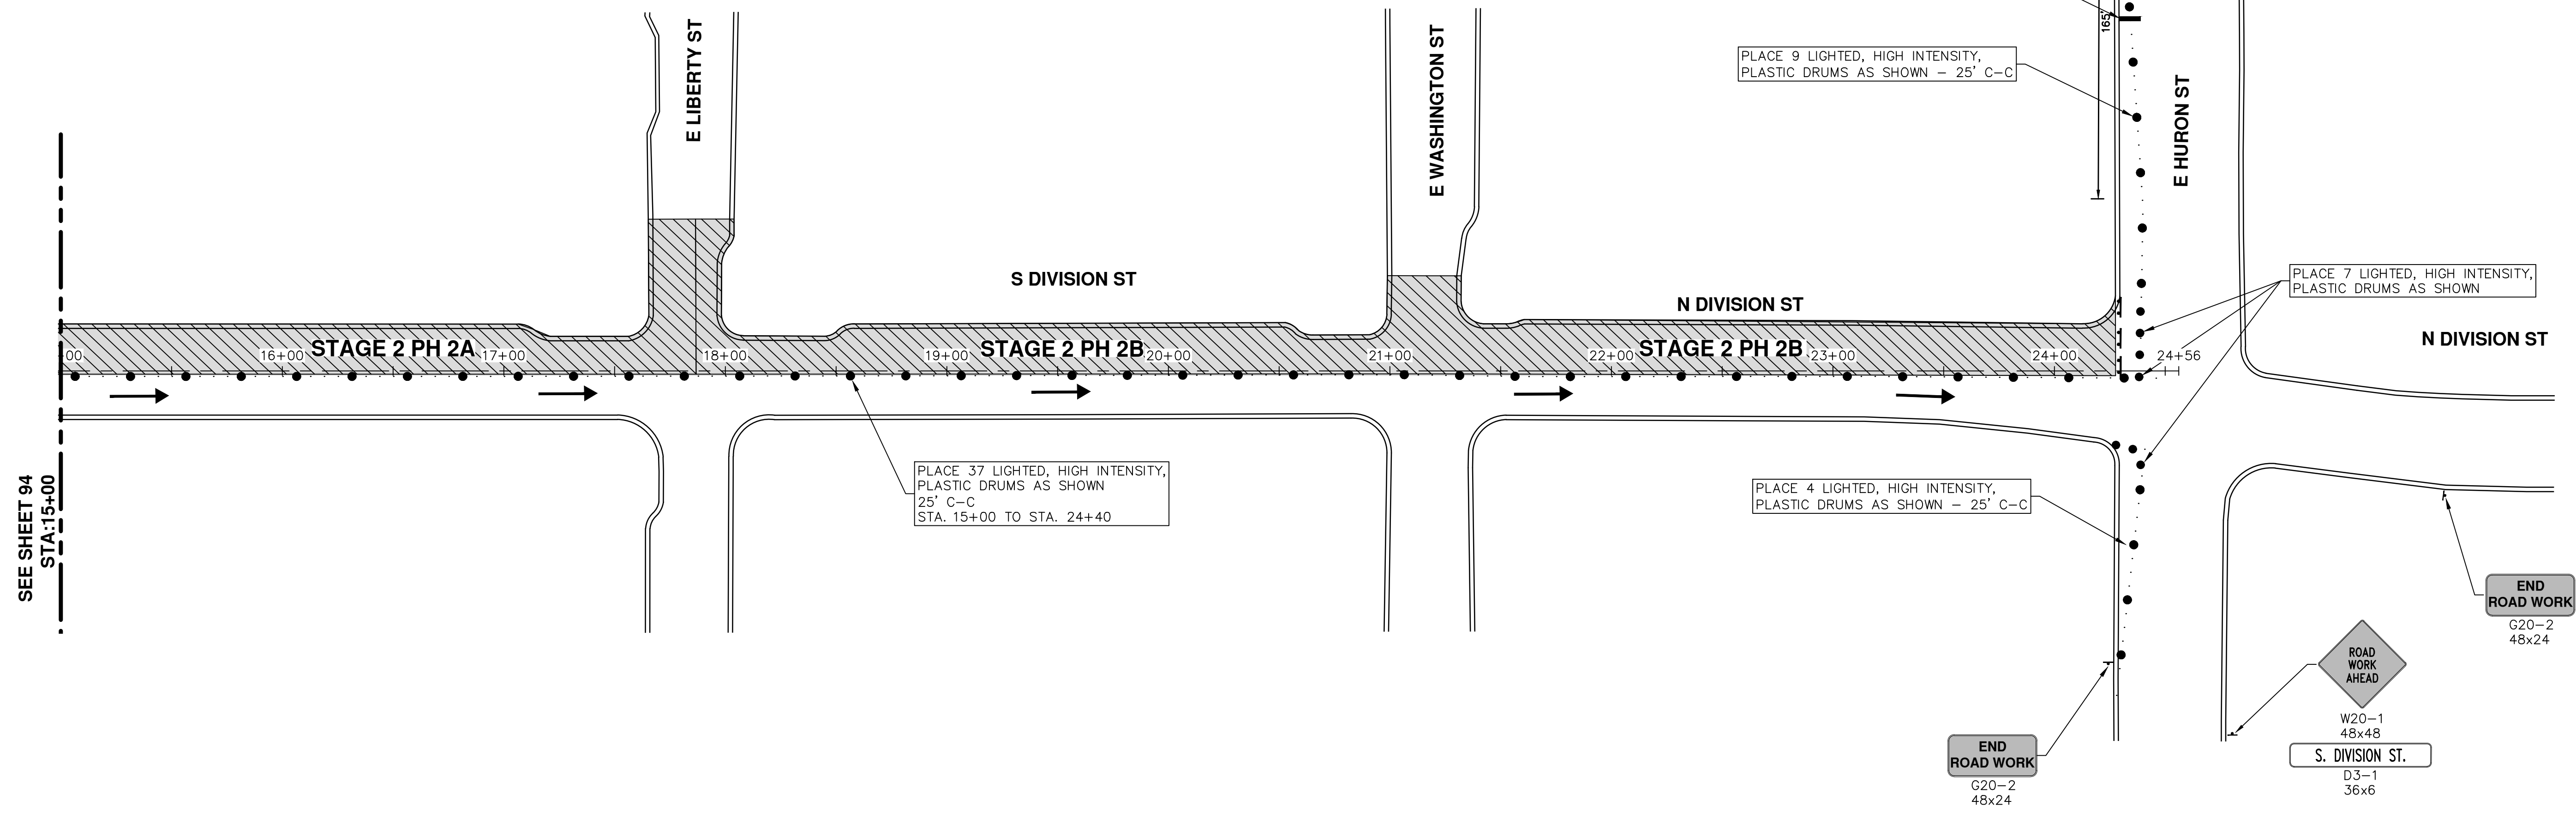 165'
E LIBERTY ST
E WASHINGTON ST
E HURON ST
PLACE 9 LIGHTED, HIGH INTENSITY,
PLASTIC DRUMS AS SHOWN – 25' C–C
S DIVISION ST
N DIVISION ST
PLACE 7 LIGHTED, HIGH INTENSITY,
PLASTIC DRUMS AS SHOWN
N DIVISION ST
STAGE 2 PH 2A
STAGE 2 PH 2B
STAGE 2 PH 2B
+00
16+00
17+00
18+00
19+00
20+00
21+00
22+00
23+00
24+00
24+56
SEE SHEET 94
STA:15+00
PLACE 37 LIGHTED, HIGH INTENSITY,
PLASTIC DRUMS AS SHOWN
25' C–C
STA. 15+00 TO STA. 24+40
PLACE 4 LIGHTED, HIGH INTENSITY,
PLASTIC DRUMS AS SHOWN – 25' C–C
END
ROAD WORK
G20–2
48x24
ROAD
WORK
AHEAD
W20–1
48x48
S. DIVISION ST.
D3–1
36x6
END
ROAD WORK
G20–2
48x24